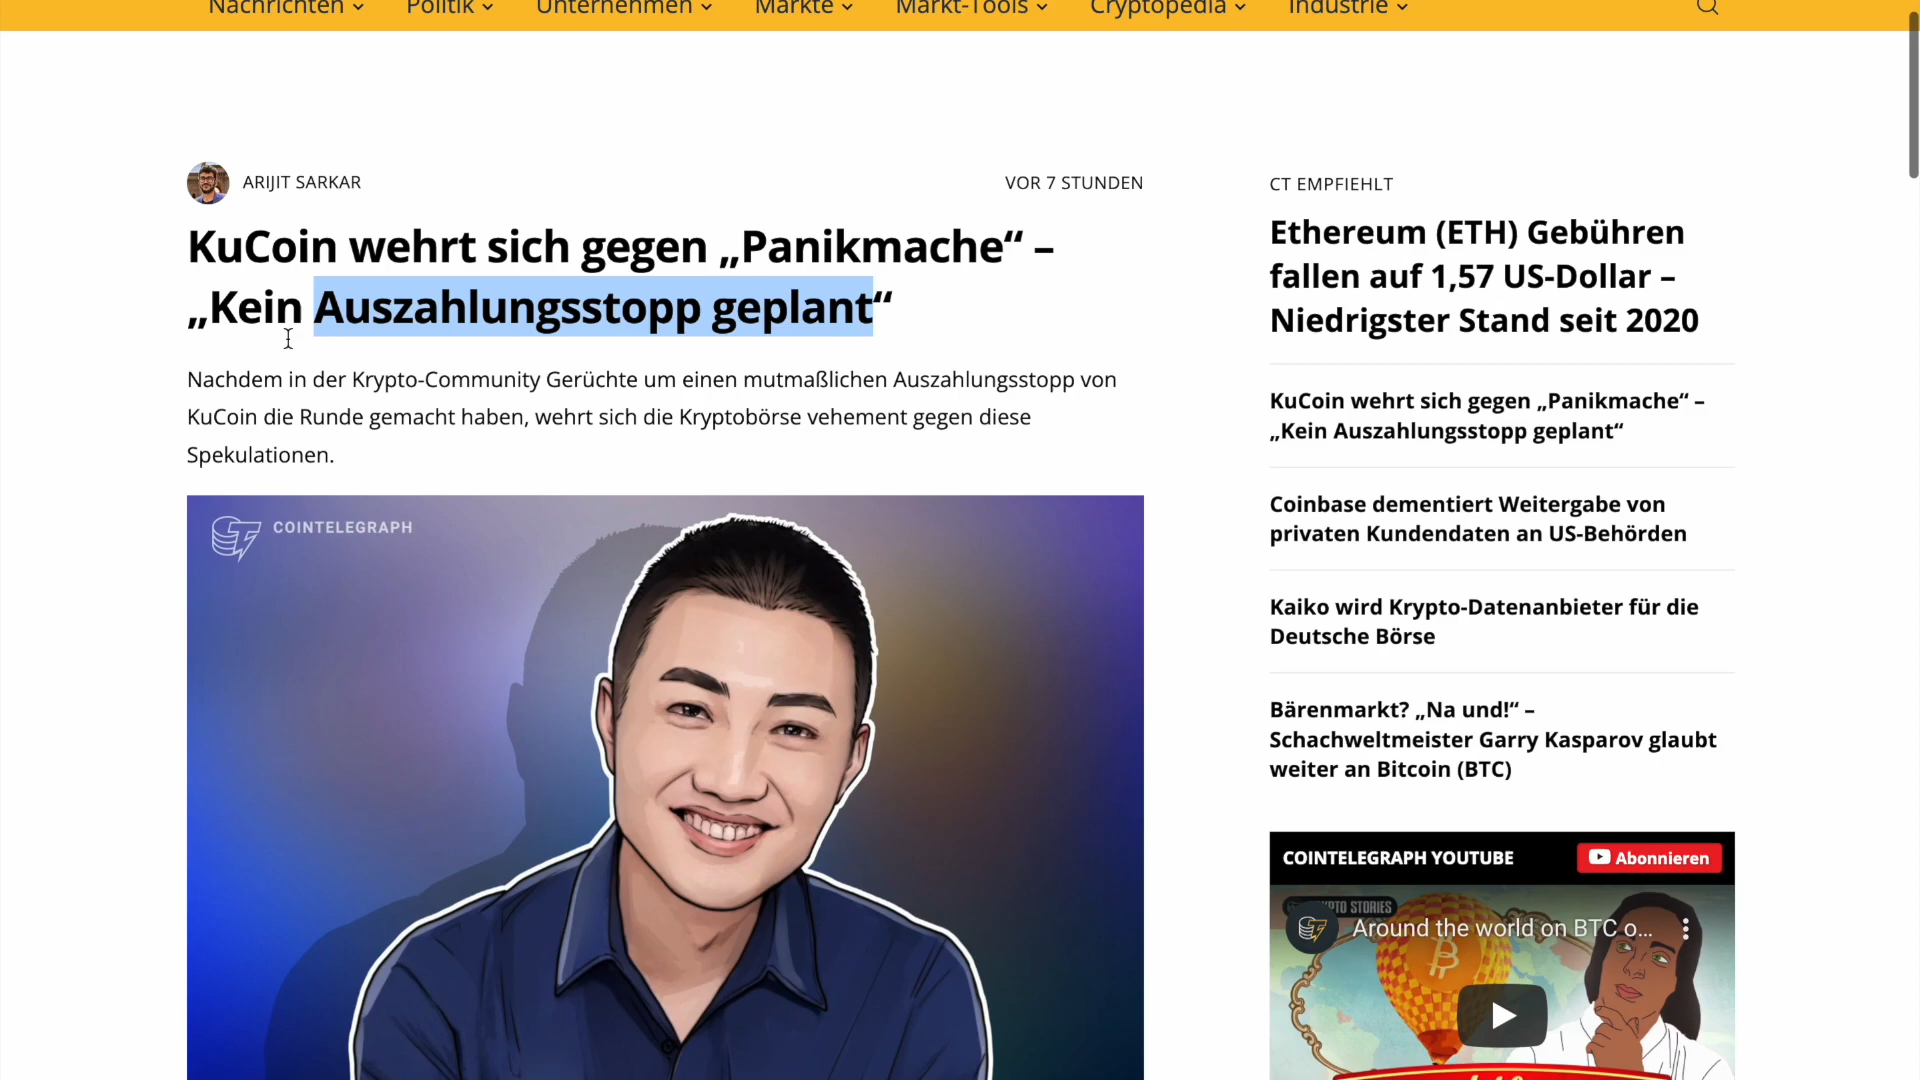 Nachrichten
Politik
Unternehmen
Märkte
Markt-Tools
Cryptopedia
Industrie
ARIJIT SARKAR
VOR 7 STUNDEN
KuCoin wehrt sich gegen „Panikmache“ –
„Kein Auszahlungsstopp geplant“
Nachdem in der Krypto-Community Gerüchte um einen mutmaßlichen Auszahlungsstopp von
KuCoin die Runde gemacht haben, wehrt sich die Kryptobörse vehement gegen diese
Spekulationen.
COINTELEGRAPH
CT EMPFIEHLT
Ethereum (ETH) Gebühren
fallen auf 1,57 US-Dollar –
Niedrigster Stand seit 2020
KuCoin wehrt sich gegen „Panikmache“ –
„Kein Auszahlungsstopp geplant“
Coinbase dementiert Weitergabe von
privaten Kundendaten an US-Behörden
Kaiko wird Krypto-Datenanbieter für die
Deutsche Börse
Bärenmarkt? „Na und!“ –
Schachweltmeister Garry Kasparov glaubt
weiter an Bitcoin (BTC)
COINTELEGRAPH YOUTUBE
Abonnieren
STORIES
Around the world on BTC o...